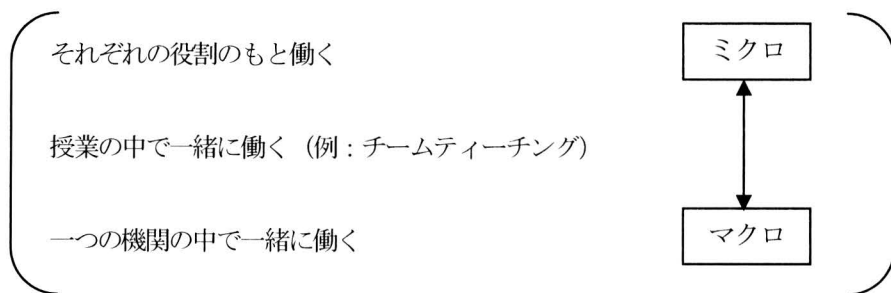 それぞれの役割のもと働く
ミクロ
授業の中で一緒に働く（例：チームティーチング）
一つの機関の中で一緒に働く
マクロ